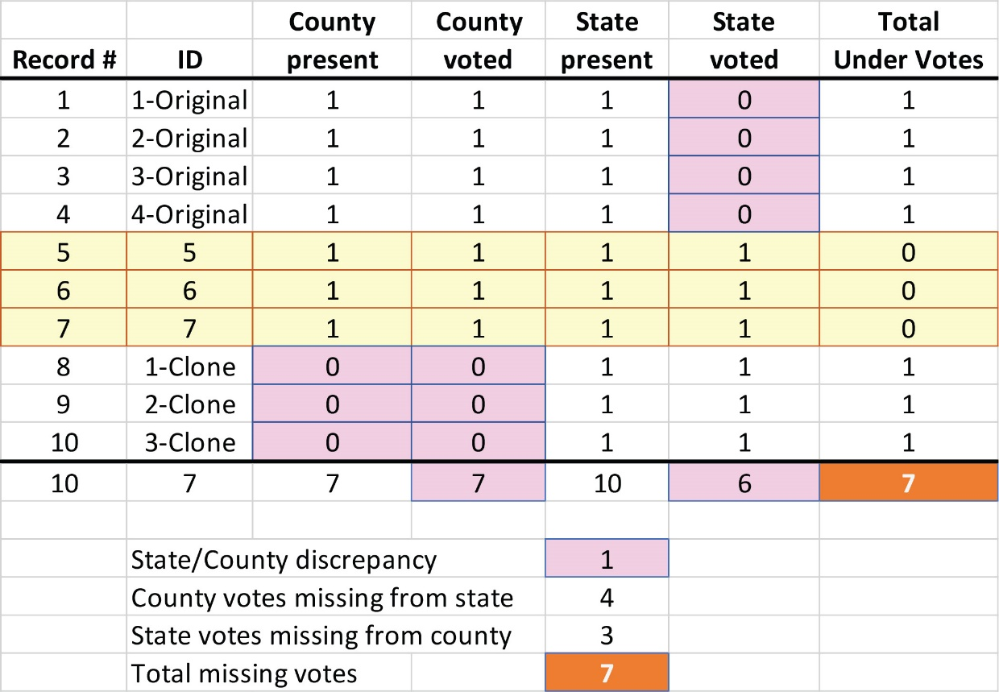 County County State State Total
Record # ID present voted present voted Under Votes
1 1-Original 1 1 1 0 1
2 2-Original 1 1 1 0 1
3 3-Original 1 1 1 0 1
4 4-Original 1 1 1 0 1
5 5 1 1 1 1 0
6 6 1 1 1 1 0
7 7 1 1 1 1 0
8 1-Clone 0 0 1 1 1
9 2-Clone 0 0 1 1 1
10 3-Clone 0 0 1 1 1
10 7 7 7 10 6 7
State/County discrepancy 1
County votes missing from state 4
State votes missing from county 3
Total missing votes 7